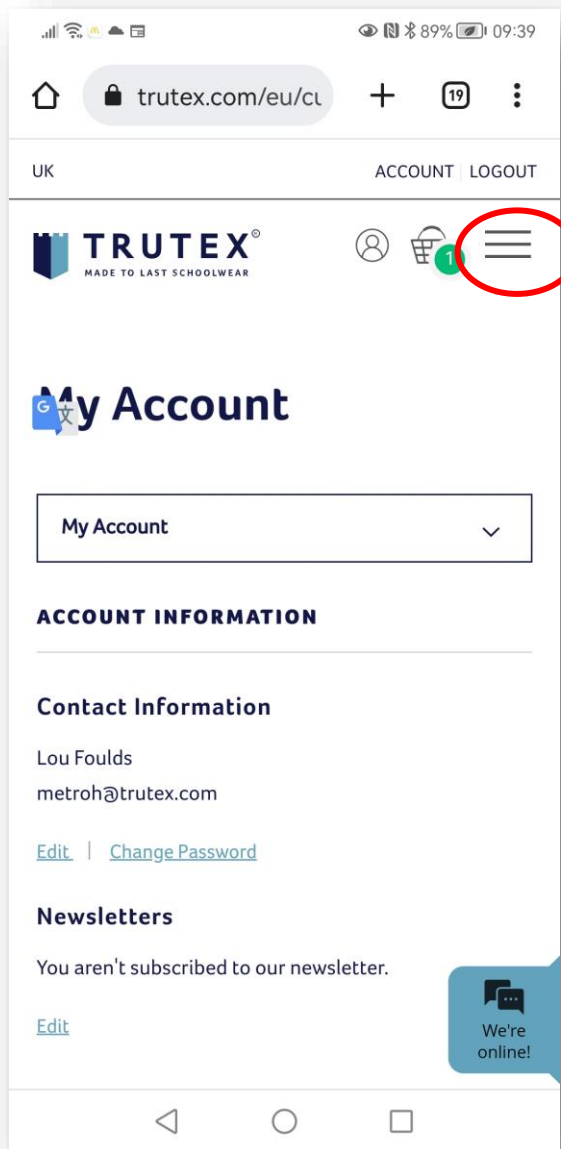 89% 09:39
trutex.com/eu/cu 19
UK ACCOUNT LOGOUT
TRUTEX®
MADE TO LAST SCHOOLWEAR
1
G 文
My Account
My Account
ACCOUNT INFORMATION
Contact Information
Lou Foulds
metroh@trutex.com
Edit | Change Password
Newsletters
You aren't subscribed to our newsletter.
Edit
We're
online!